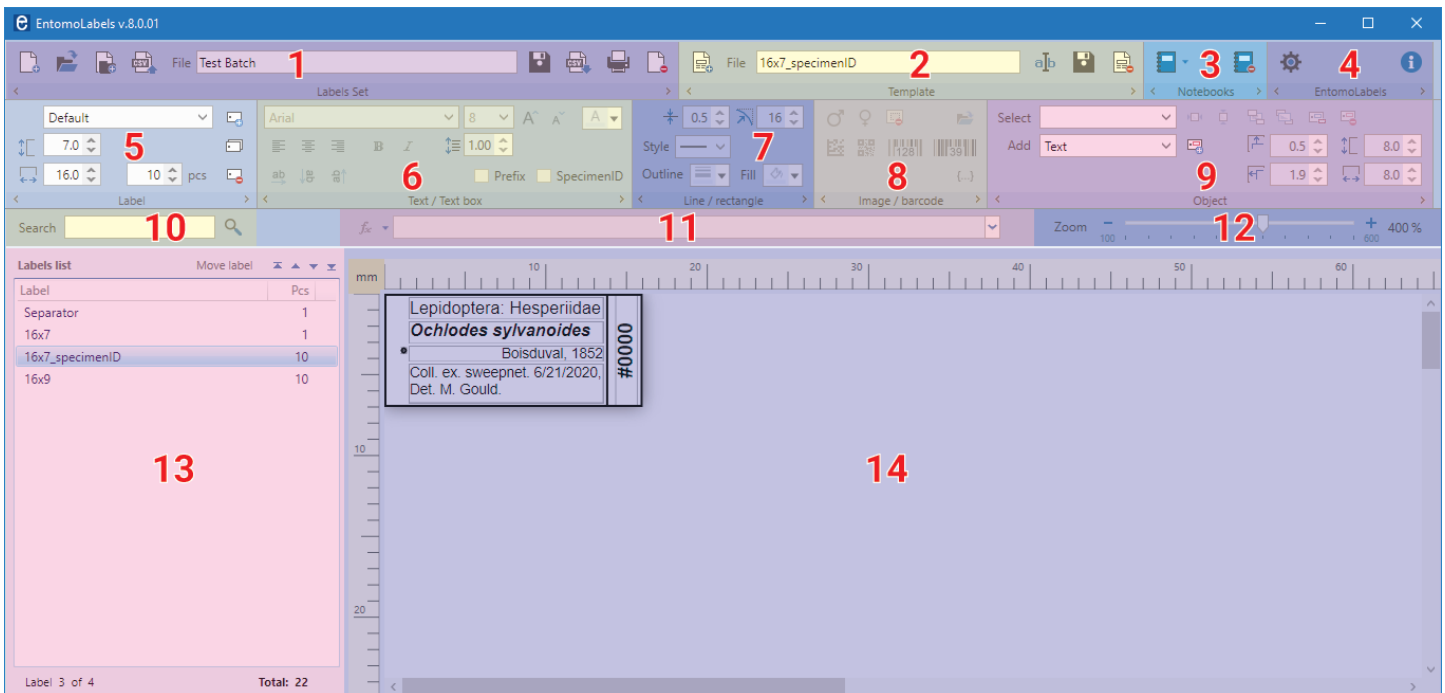 e EntomoLabels v.8.0.01
File Test Batch 1
CSV CSV
File 16x7_specimenID 2
aIb
3
4 i
< Labels Set >
< Template >
< Notebooks >
< EntomoLabels >
Default
7.0 5
16.0 10 pcs
< Label >
Arial 8 A A A
B I 1.00
ab 6 Prefix SpecimenID
< Text / Text box >
0.5 16
Style 7
Outline Fill
< Line / rectangle >
128 39
8 {...}
< Image / barcode >
Select
Add Text 0.5 8.0
9 1.9 8.0
< Object >
Search 10
fx 11
Zoom 100 12 600 400 %
Labels list Move label
Label Pcs
Separator 1
16x7 1
16x7_specimenID 10
16x9 10
13
Label 3 of 4 Total: 22
mm 10 20 30 40 50 60
Lepidoptera: Hesperiidae
Ochlodes sylvanoides
Boisduval, 1852
Coll. ex. sweepnet. 6/21/2020,
Det. M. Gould.
#0000
10
14
20